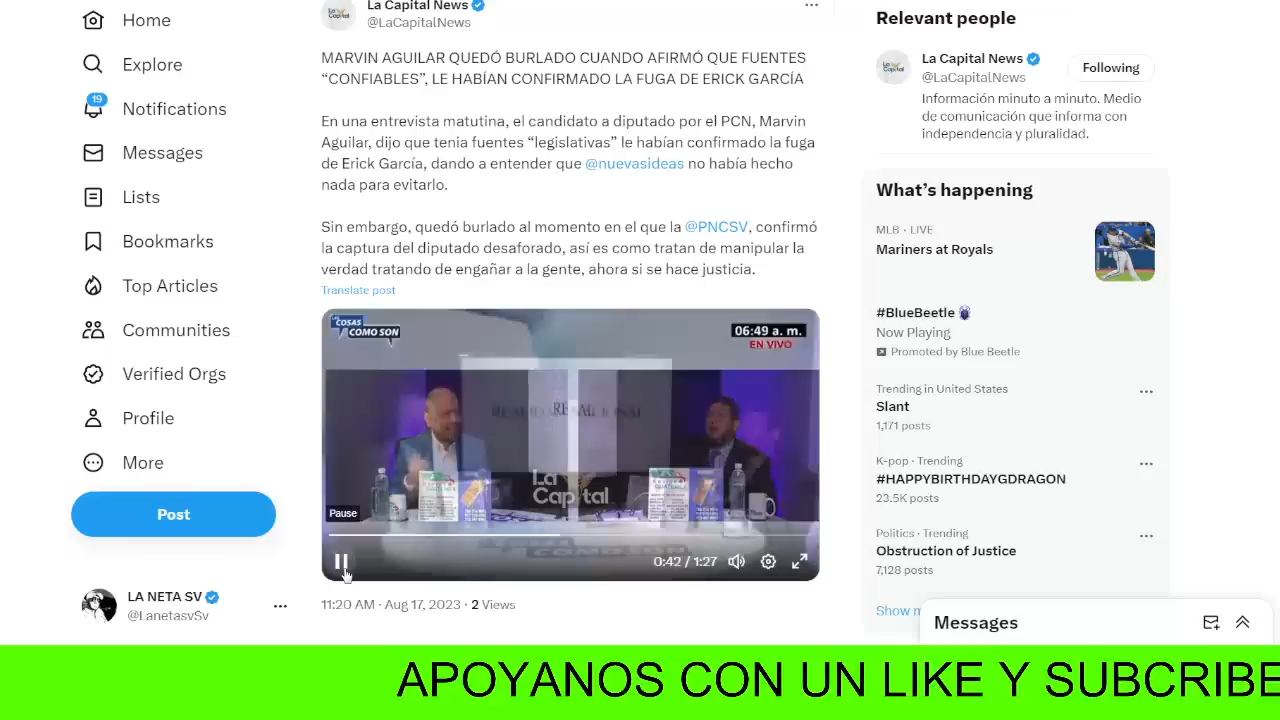 Home
Explore
19
Notifications
Messages
Lists
Bookmarks
Top Articles
Communities
Verified Orgs
Profile
More
Post
LA NETA SV
@LanetasvSv
La Capital News
@LaCapitalNews
MARVIN AGUILAR QUEDÓ BURLADO CUANDO AFIRMÓ QUE FUENTES
“CONFIABLES”, LE HABÍAN CONFIRMADO LA FUGA DE ERICK GARCÍA
En una entrevista matutina, el candidato a diputado por el PCN, Marvin
Aguilar, dijo que tenia fuentes “legislativas” le habían confirmado la fuga
de Erick García, dando a entender que @nuevasideas no había hecho
nada para evitarlo.
Sin embargo, quedó burlado al momento en el que la @PNCSV, confirmó
la captura del diputado desaforado, así es como tratan de manipular la
verdad tratando de engañar a la gente, ahora si se hace justicia.
Translate post
COSAS
COMO SON
06:49 a. m.
EN VIVO
La
Capital
Pause
0:42 / 1:27
11:20 AM · Aug 17, 2023 · 2 Views
Relevant people
La Capital News
@LaCapitalNews
Following
Información minuto a minuto. Medio
de comunicación que informa con
independencia y pluralidad.
What’s happening
MLB · LIVE
Mariners at Royals
#BlueBeetle
Now Playing
Promoted by Blue Beetle
Trending in United States
Slant
1,171 posts
K-pop · Trending
#HAPPYBIRTHDAYGDRAGON
23.5K posts
Politics · Trending
Obstruction of Justice
7,128 posts
Show
Messages
APOYANOS CON UN LIKE Y SUBCRIBE